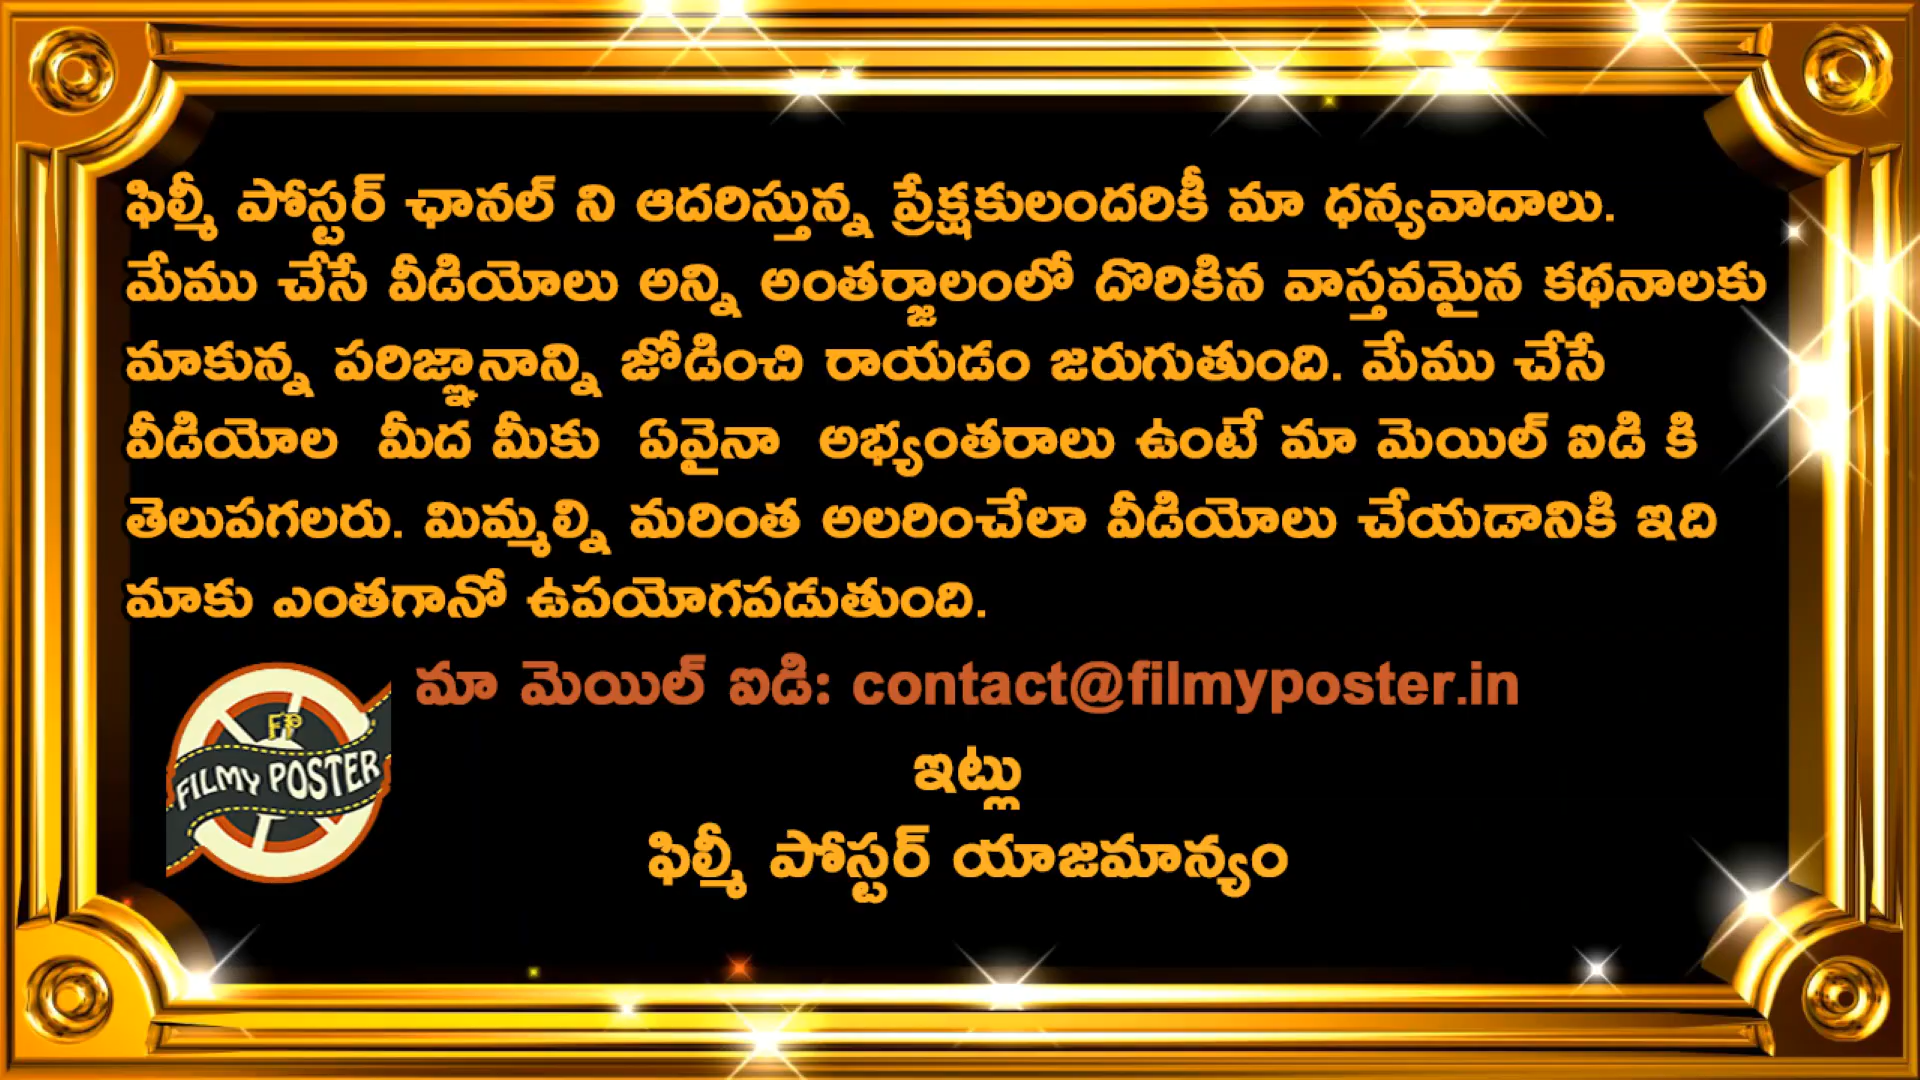 ఫిల్మీ పోస్టర్ ఛానల్ ని ఆదరిస్తున్న ప్రేక్షకులందరికీ మా ధన్యవాదాలు.
మేము చేసే వీడియోలు అన్ని అంతర్జాలంలో దొరికిన వాస్తవమైన కథనాలకు
మాకున్న పరిజ్ఞానాన్ని జోడించి రాయడం జరుగుతుంది. మేము చేసే
వీడియోల మీద మీకు ఏవైనా అభ్యంతరాలు ఉంటే మా మెయిల్ ఐడి కి
తెలుపగలరు. మిమ్మల్ని మరింత అలరించేలా వీడియోలు చేయడానికి ఇది
మాకు ఎంతగానో ఉపయోగపడుతుంది.
మా మెయిల్ ఐడి: contact@filmyposter.in
FP
FILMY POSTER
ఇట్లు
ఫిల్మీ పోస్టర్ యాజమాన్యం